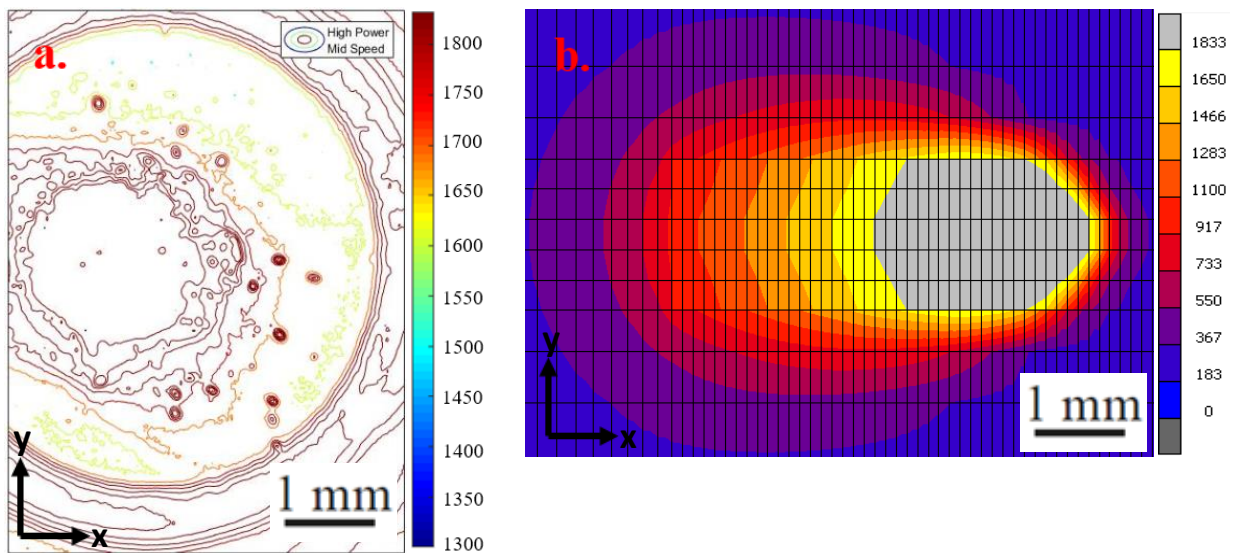 a.
High Power
Mid Speed
1800
1750
1700
1650
1600
1550
1500
1450
1400
1350
1300
y
x
1 mm
b.
1833
1650
1466
1283
1100
917
733
550
367
183
0
y
x
1 mm